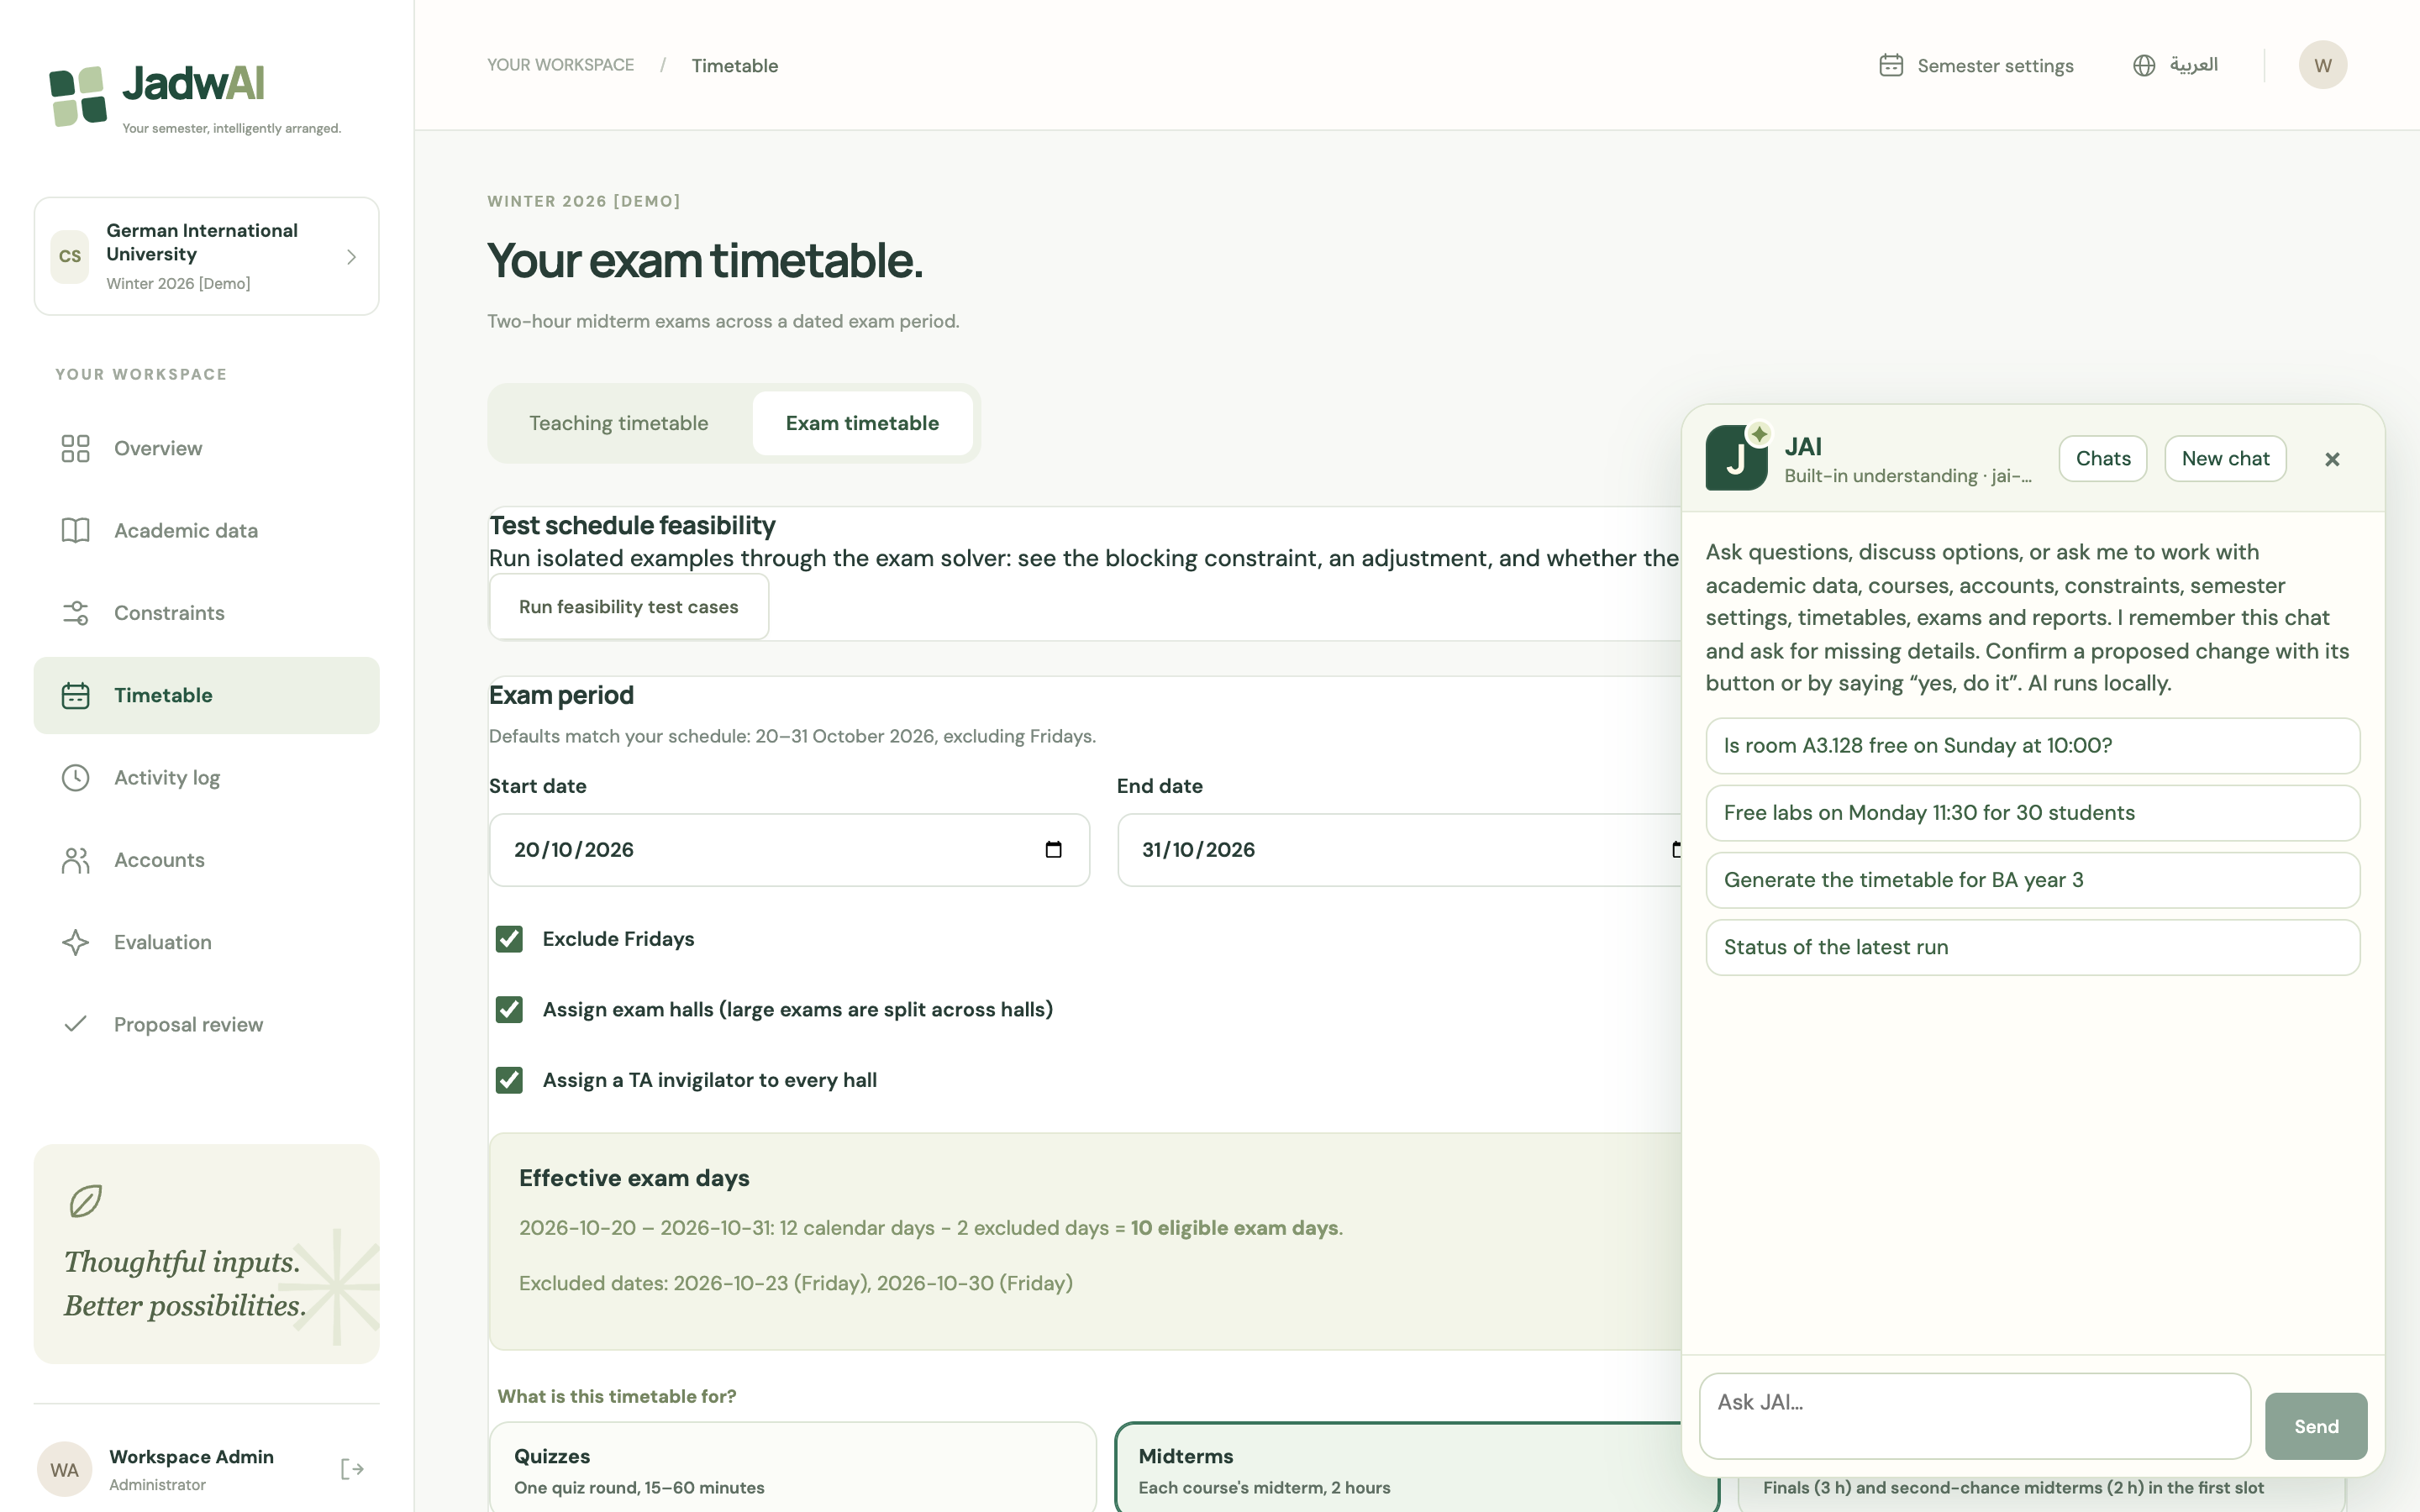 JadwAI
Your semester, intelligently arranged.
CS
German International
University
Winter 2026 [Demo]
YOUR WORKSPACE
Overview
Academic data
Constraints
Timetable
Activity log
Accounts
Evaluation
Proposal review
Thoughtful inputs.
Better possibilities.
WA
Workspace Admin
Administrator
YOUR WORKSPACE / Timetable
Semester settings
العربية
W
WINTER 2026 [DEMO]
Your exam timetable.
Two-hour midterm exams across a dated exam period.
Teaching timetable
Exam timetable
Test schedule feasibility
Run isolated examples through the exam solver: see the blocking constraint, an adjustment, and whether the
Run feasibility test cases
Exam period
Defaults match your schedule: 20–31 October 2026, excluding Fridays.
Start date
End date
20/10/2026
31/10/2026
Exclude Fridays
Assign exam halls (large exams are split across halls)
Assign a TA invigilator to every hall
Effective exam days
2026-10-20 – 2026-10-31: 12 calendar days - 2 excluded days = 10 eligible exam days.
Excluded dates: 2026-10-23 (Friday), 2026-10-30 (Friday)
What is this timetable for?
Quizzes
One quiz round, 15–60 minutes
Midterms
Each course's midterm, 2 hours
Finals (3 h) and second-chance midterms (2 h) in the first slot
J
JAI
Built-in understanding · jai-...
Chats
New chat
Ask questions, discuss options, or ask me to work with
academic data, courses, accounts, constraints, semester
settings, timetables, exams and reports. I remember this chat
and ask for missing details. Confirm a proposed change with its
button or by saying “yes, do it”. AI runs locally.
Is room A3.128 free on Sunday at 10:00?
Free labs on Monday 11:30 for 30 students
Generate the timetable for BA year 3
Status of the latest run
Ask JAI...
Send